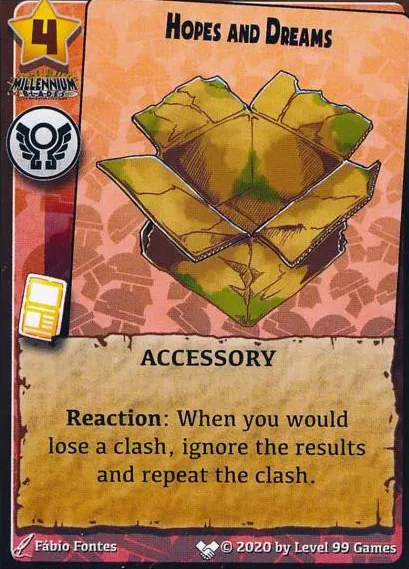 4
HOPES AND DREAMS
MILLENNIUM
BLADES
ACCESSORY
Reaction: When you would
lose a clash, ignore the results
and repeat the clash.
Fábio Fontes
© 2020 by Level 99 Games